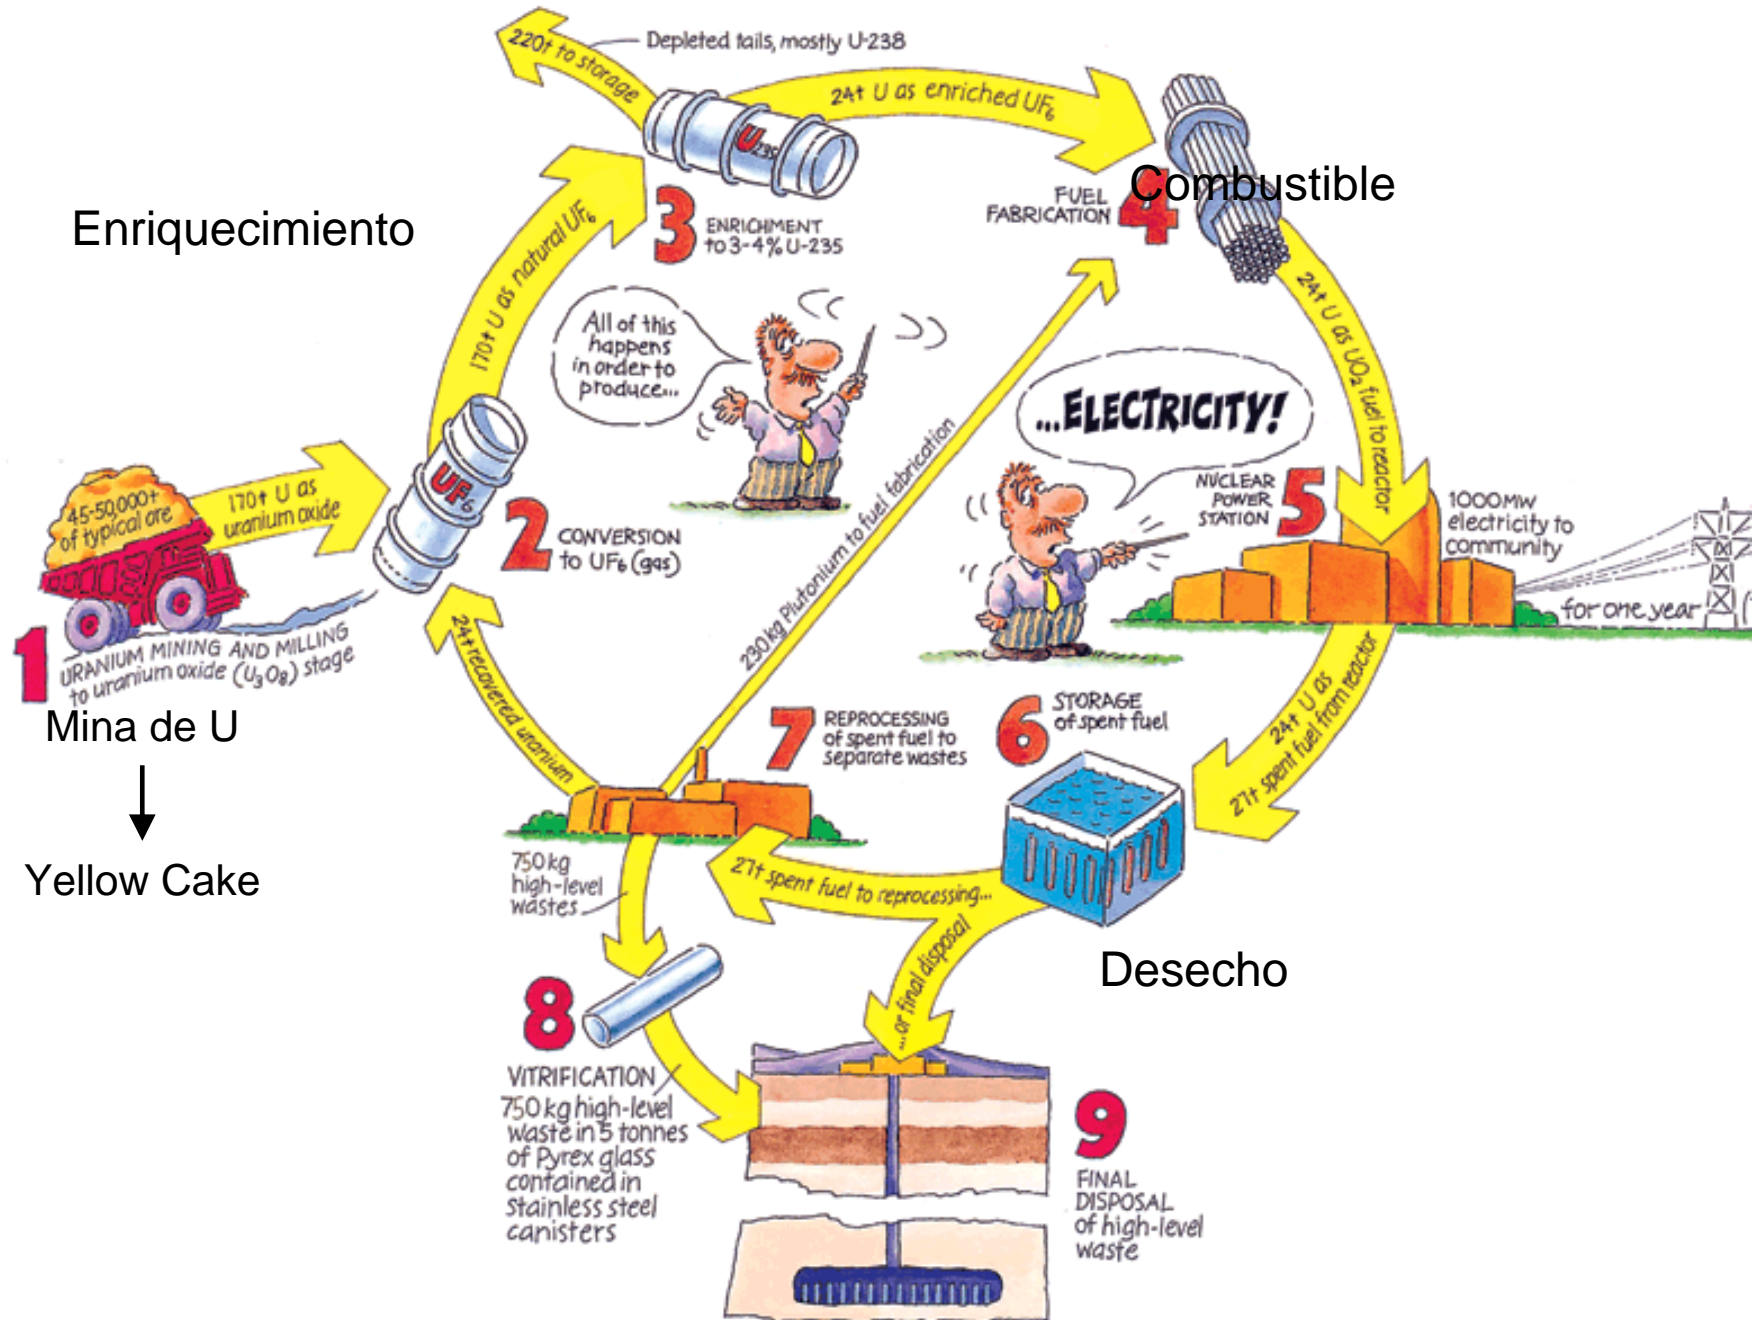 220t to storage
Depleted tails, mostly U-238
24t U as enriched UF₆
U235
3
ENRICHMENT
to 3-4% U-235
Enriquecimiento
170t U as natural UF₆
FUEL
FABRICATION
4
Combustible
24t U as UO₂ fuel to reactor
All of this
happens
in order to
produce...
...ELECTRICITY!
45-50,000t
of typical ore
170t U as
uranium oxide
UF₆
2
CONVERSION
to UF₆ (gas)
1
URANIUM MINING AND MILLING
to uranium oxide (U₃O₈) stage
Mina de U
Yellow Cake
230kg Plutonium to fuel fabrication
NUCLEAR
POWER
STATION
5
1000MW
electricity to
community
for one year
24t U as
27t spent fuel from reactor
24t recovered uranium
7
REPROCESSING
of spent fuel to
separate wastes
6
STORAGE
of spent fuel
750kg
high-level
wastes
27t spent fuel to reprocessing...
...or final disposal
Desecho
8
VITRIFICATION
750kg high-level
waste in 5 tonnes
of Pyrex glass
contained in
stainless steel
canisters
9
FINAL
DISPOSAL
of high-level
waste